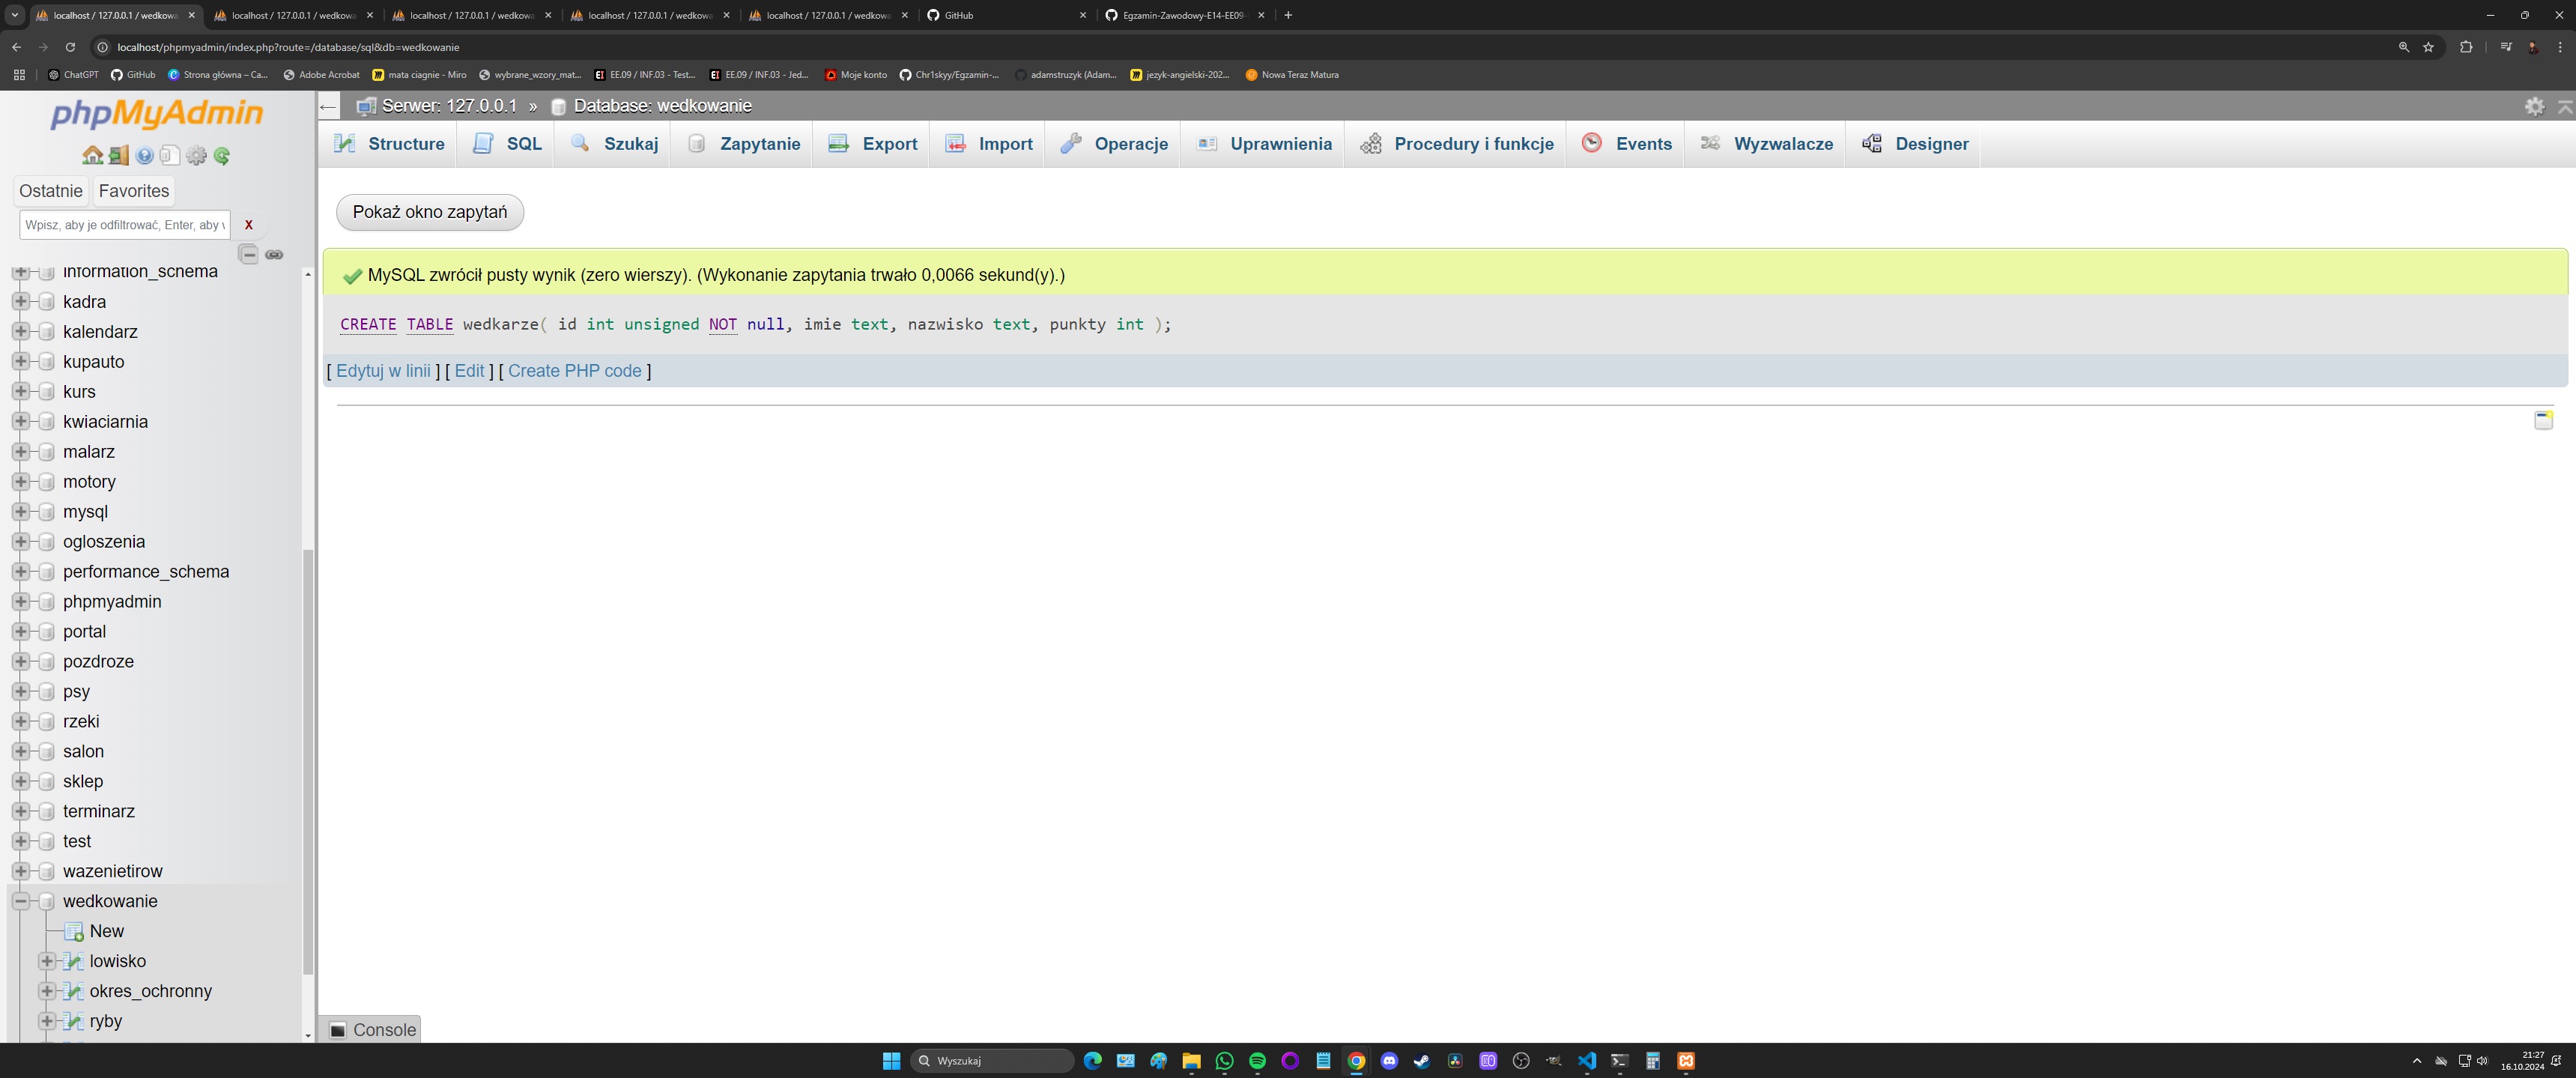 localhost / 127.0.0.1 / wedkowa
localhost / 127.0.0.1 / wedkowa
localhost / 127.0.0.1 / wedkowa
localhost / 127.0.0.1 / wedkowa
localhost / 127.0.0.1 / wedkowa
GitHub
Egzamin-Zawodowy-E14-EE09-
localhost/phpmyadmin/index.php?route=/database/sql&db=wedkowanie
ChatGPT
GitHub
Strona główna – Ca...
Adobe Acrobat
mata ciagnie - Miro
wybrane_wzory_mat...
EE.09 / INF.03 - Test...
EE.09 / INF.03 - Jed...
Moje konto
Chr1skyy/Egzamin-...
adamstruzyk (Adam...
jezyk-angielski-202...
Nowa Teraz Matura
phpMyAdmin
Ostatnie
Favorites
Wpisz, aby je odfiltrować, Enter, aby v
X
information_schema
kadra
kalendarz
kupauto
kurs
kwiaciarnia
malarz
motory
mysql
ogloszenia
performance_schema
phpmyadmin
portal
pozdroze
psy
rzeki
salon
sklep
terminarz
test
wazenietirow
wedkowanie
New
lowisko
okres_ochronny
ryby
Serwer: 127.0.0.1 » Database: wedkowanie
Structure
SQL
Szukaj
Zapytanie
Export
Import
Operacje
Uprawnienia
Procedury i funkcje
Events
Wyzwalacze
Designer
Pokaż okno zapytań
MySQL zwrócił pusty wynik (zero wierszy). (Wykonanie zapytania trwało 0,0066 sekund(y).)
CREATE TABLE wedkarze( id int unsigned NOT null, imie text, nazwisko text, punkty int );
[ Edytuj w linii ] [ Edit ] [ Create PHP code ]
Console
Wyszukaj
21:27
16.10.2024